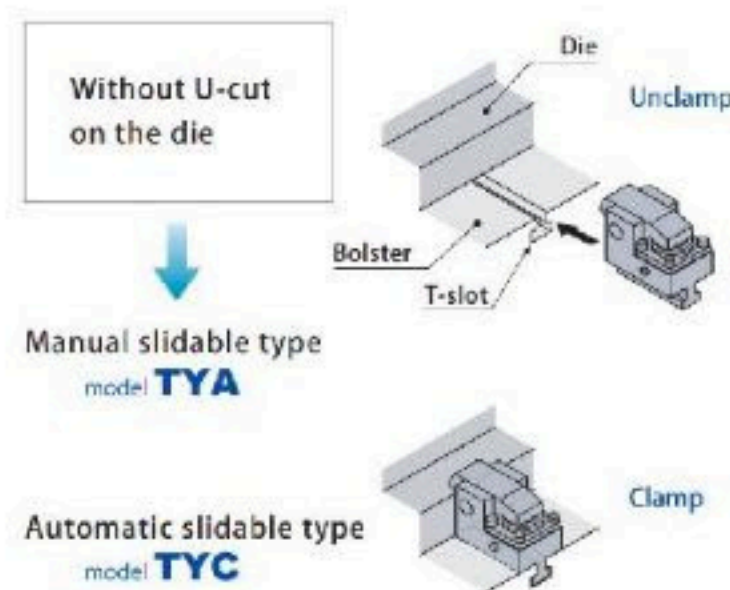 Without U-cut
on the die
Die
Unclamp
Bolster
T-slot
Manual slidable type
model TYA
Clamp
Automatic slidable type
model TYC